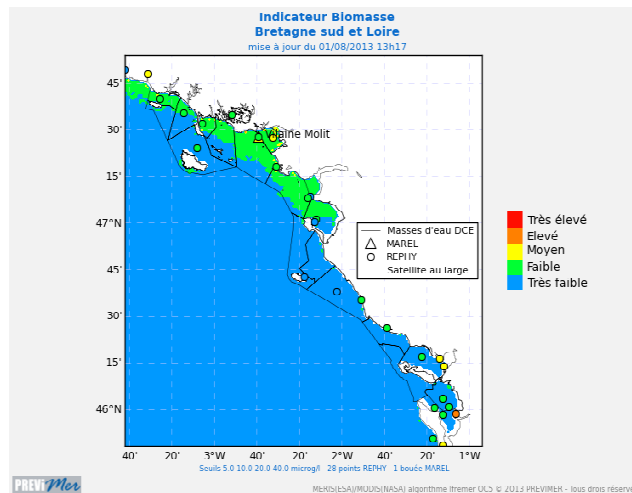 Indicateur Biomasse
Bretagne sud et Loire
mise à jour du 01/08/2013 13h17
45'
30'
Vilaine Molit
15'
47°N
45'
30'
15'
46°N
Masses d'eau DCE
MAREL
REPHY
Satellite au large
Très élevé
Elevé
Moyen
Faible
Très faible
40'
20'
3°W
40'
20'
2°W
40'
20'
1°W
Seuils 5.0 10.0 20.0 40.0 microg/l 28 points REPHY 1 bouée MAREL
PREVIMER
MERIS(ESA)/MODIS(NASA) algorithme Ifremer OC5 © 2013 PREVIMER - Tous droits réservé